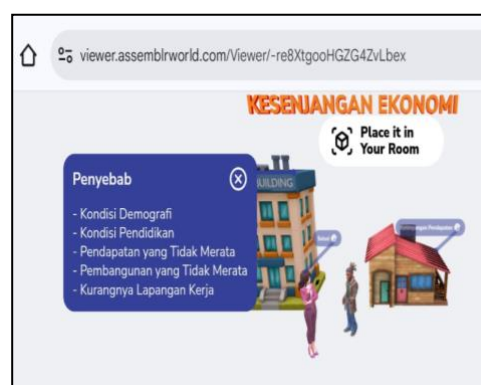 viewer.assemblrworld.com/Viewer/-re8XtgooHGZG4ZvLbex
KESENJANGAN EKONOMI
Place it in
Your Room
Penyebab
- Kondisi Demografi
- Kondisi Pendidikan
- Pendapatan yang Tidak Merata
- Pembangunan yang Tidak Merata
- Kurangnya Lapangan Kerja
BUILDING
Pendapatan